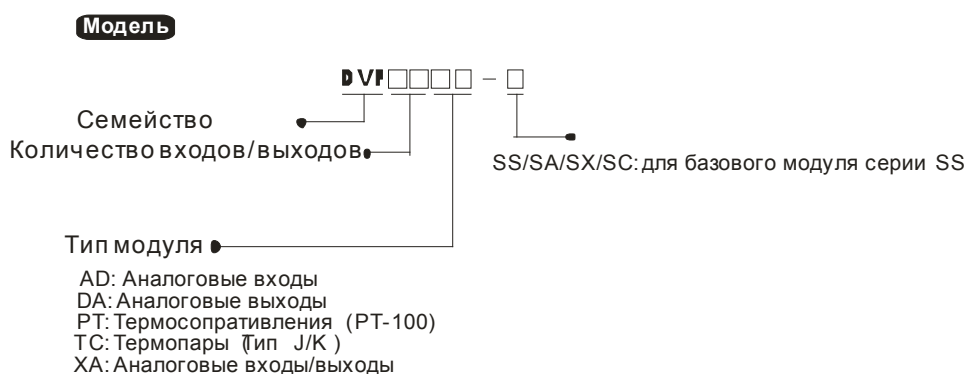 Модель
DVP□□□□ – □
Семейство
Количество входов/выходов
SS/SA/SX/SC: для базового модуля серии SS
Тип модуля
AD: Аналоговые входы
DA: Аналоговые выходы
PT: Термосопративления (PT-100)
TC: Термопары (Тип J/K )
XA: Аналоговые входы/выходы